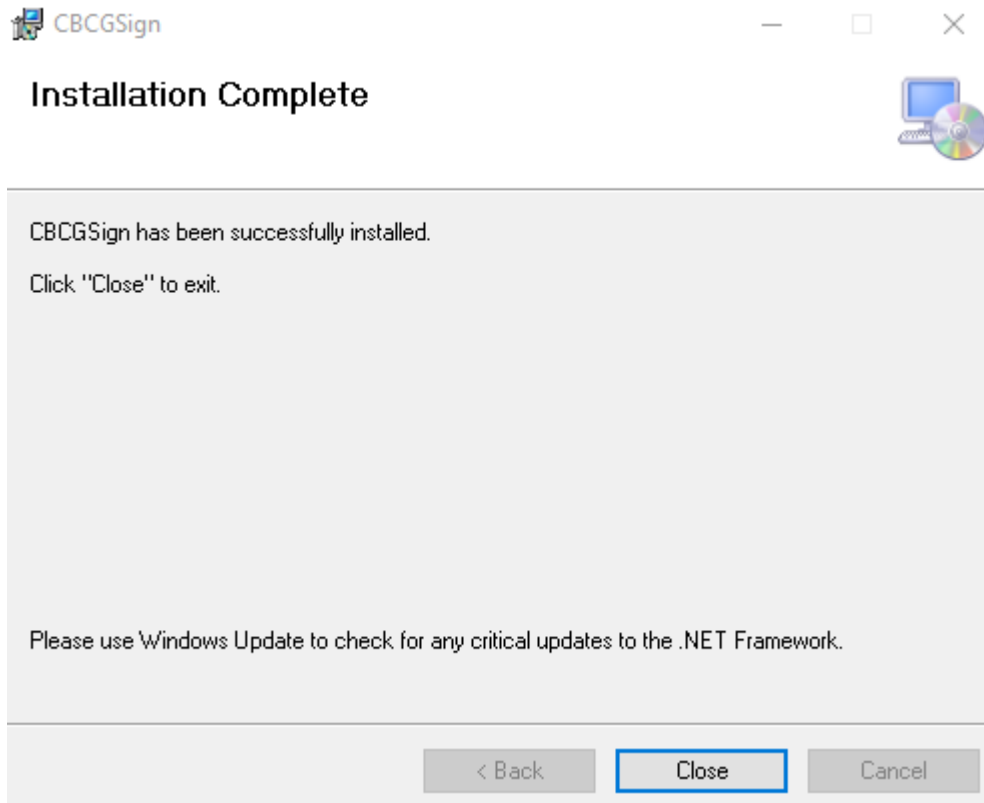 CBCGSign
Installation Complete
CBCGSign has been successfully installed.
Click "Close" to exit.
Please use Windows Update to check for any critical updates to the .NET Framework.
< Back
Close
Cancel